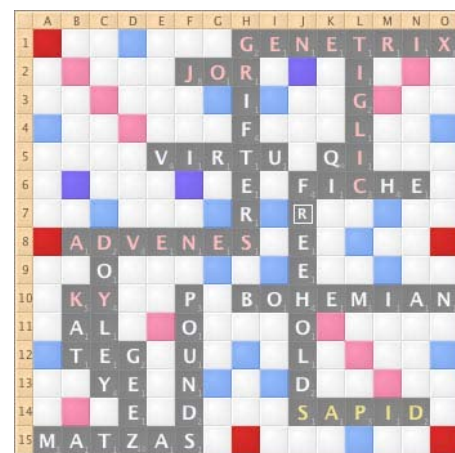 A B C D E F G H I J K L M N O
1 G E N E T R I X
2 J O R I
3 I G
4 F L
5 V I R T U Q I
6 E F I C H E
7 R R
8 A D V E N E S E
9 O E
10 K Y P B O H E M I A N
11 A L O O
12 T E G U L
13 Y E N D
14 E D S A P I D
15 M A T Z A S